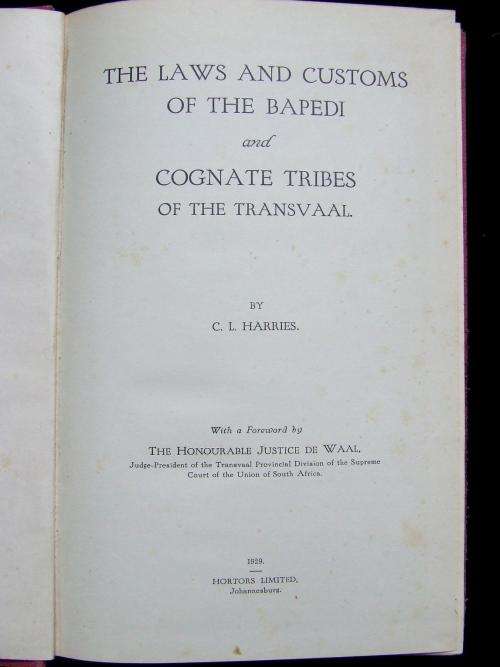 THE LAWS AND CUSTOMS
OF THE BAPEDI
and
COGNATE TRIBES
OF THE TRANSVAAL.
BY
C. L. HARRIES.
With a Foreword by
THE HONOURABLE JUSTICE DE WAAL,
Judge-President of the Transvaal Provincial Division of the Supreme
Court of the Union of South Africa.
1929.
HORTORS LIMITED,
Johannesburg.